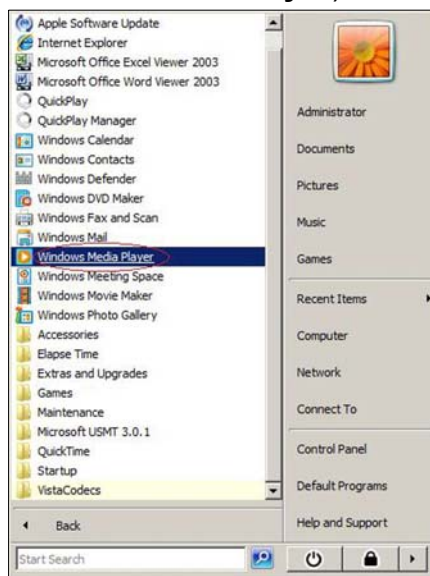 Apple Software Update
Internet Explorer
Microsoft Office Excel Viewer 2003
Microsoft Office Word Viewer 2003
QuickPlay
QuickPlay Manager
Windows Calendar
Windows Contacts
Windows Defender
Windows DVD Maker
Windows Fax and Scan
Windows Mail
Windows Media Player
Windows Meeting Space
Windows Movie Maker
Windows Photo Gallery
Accessories
Elapse Time
Extras and Upgrades
Games
Maintenance
Microsoft USMT 3.0.1
QuickTime
Startup
VistaCodecs
Back
Start Search
Administrator
Documents
Pictures
Music
Games
Recent Items
Computer
Network
Connect To
Control Panel
Default Programs
Help and Support